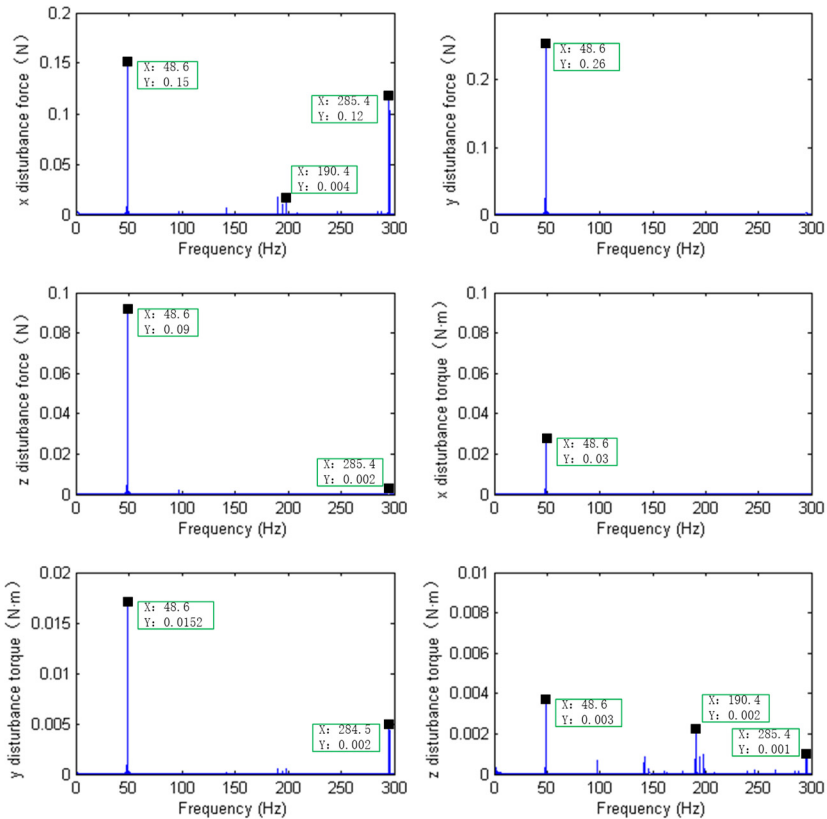 0.2
0.15
0.1
0.05
0
x disturbance force（N）
X: 48.6
Y: 0.15
X: 190.4
Y: 0.004
X: 285.4
Y: 0.12
0 50 100 150 200 250 300
Frequency (Hz)
0.2
0.1
0
y disturbance force（N）
X: 48.6
Y: 0.26
0 50 100 150 200 250 300
Frequency (Hz)
0.1
0.08
0.06
0.04
0.02
0
z disturbance force（N）
X: 48.6
Y: 0.09
X: 285.4
Y: 0.002
0 50 100 150 200 250 300
Frequency (Hz)
0.1
0.08
0.06
0.04
0.02
0
x disturbance torque（N·m）
X: 48.6
Y: 0.03
0 50 100 150 200 250 300
Frequency (Hz)
0.02
0.015
0.01
0.005
0
y disturbance torque（N·m）
X: 48.6
Y: 0.0152
X: 284.5
Y: 0.002
0 50 100 150 200 250 300
Frequency (Hz)
0.01
0.008
0.006
0.004
0.002
0
z disturbance torque（N·m）
X: 48.6
Y: 0.003
X: 190.4
Y: 0.002
X: 285.4
Y: 0.001
0 50 100 150 200 250 300
Frequency (Hz)